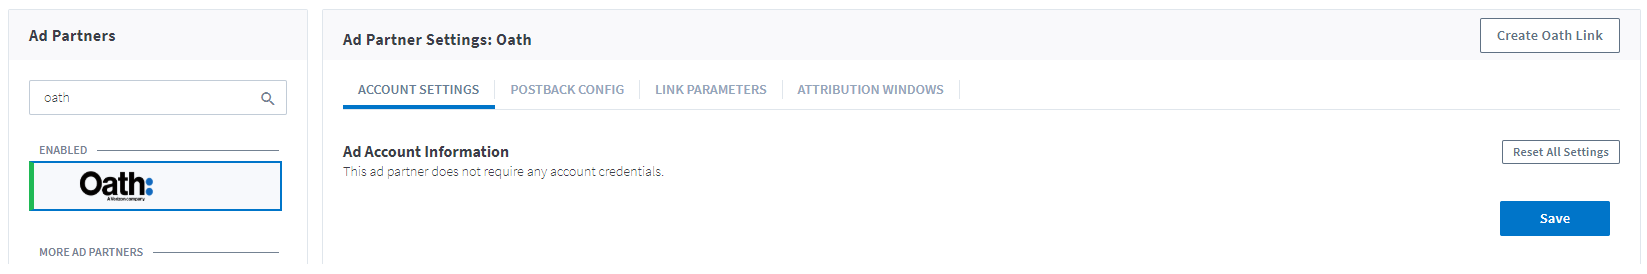 Ad Partners
oath
ENABLED
Oath:
A Verizon company
MORE AD PARTNERS
Ad Partner Settings: Oath
Create Oath Link
ACCOUNT SETTINGS
POSTBACK CONFIG
LINK PARAMETERS
ATTRIBUTION WINDOWS
Ad Account Information
Reset All Settings
This ad partner does not require any account credentials.
Save